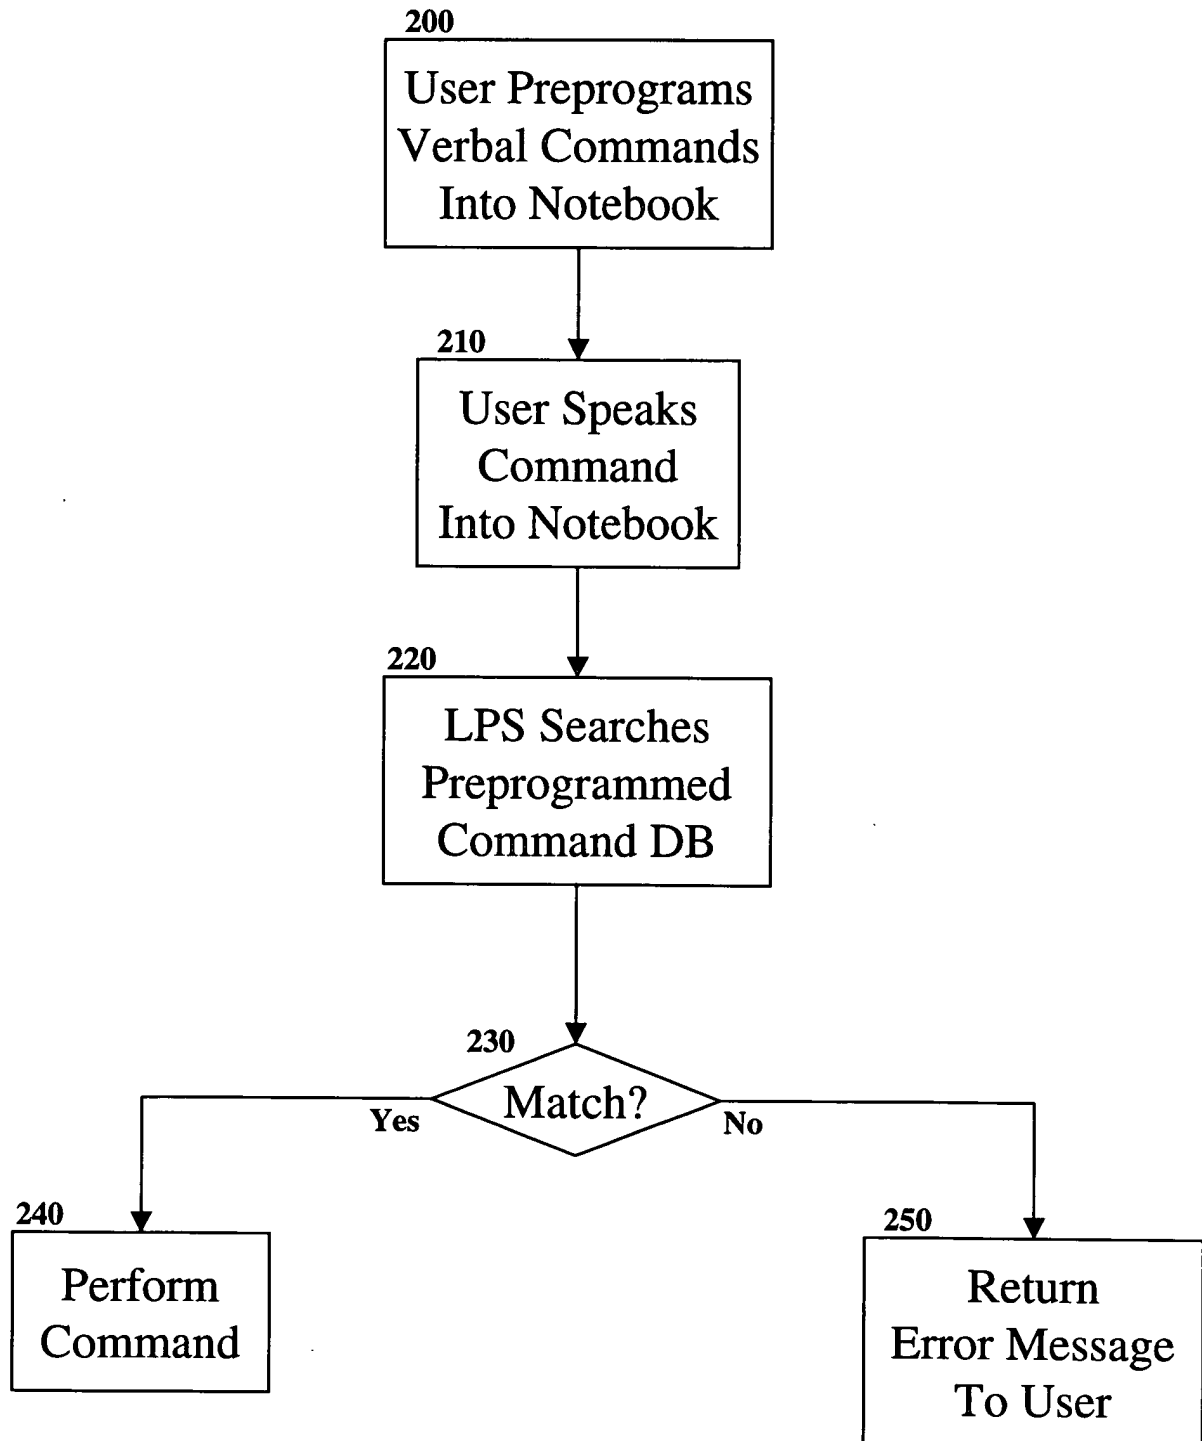 200
User Preprograms
Verbal Commands
Into Notebook
210
User Speaks
Command
Into Notebook
220
LPS Searches
Preprogrammed
Command DB
230
Match?
Yes
No
240
Perform
Command
250
Return
Error Message
To User